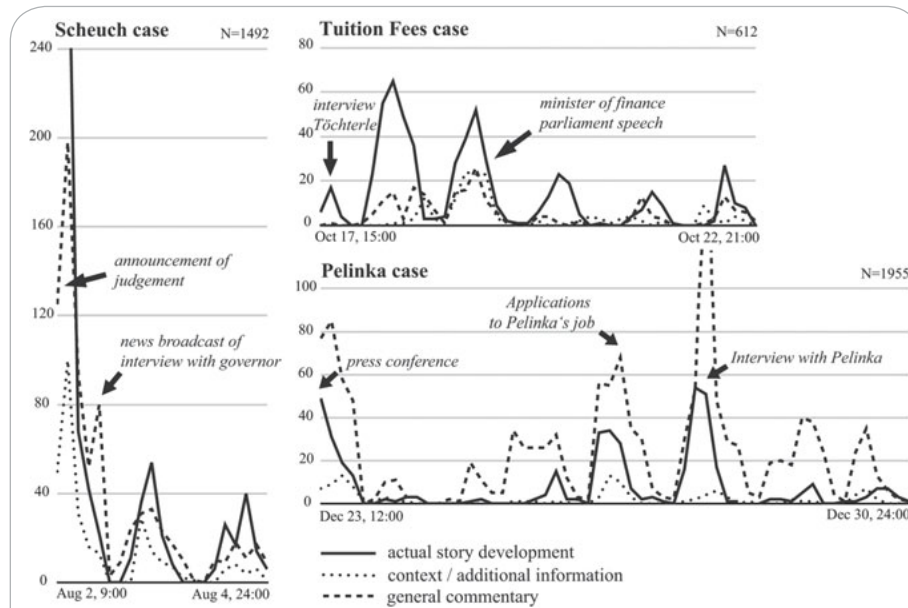 Scheuch case
N=1492
240
200
160
120
80
40
0
announcement of
judgement
news broadcast of
interview with governor
Aug 2, 9:00
Aug 4, 24:00
Tuition Fees case
N=612
80
60
40
20
0
interview
Töchterle
minister of finance
parliament speech
Oct 17, 15:00
Oct 22, 21:00
Pelinka case
N=1955
100
80
60
40
20
0
press conference
Applications
to Pelinka's job
Interview with Pelinka
Dec 23, 12:00
Dec 30, 24:00
actual story development
context / additional information
general commentary